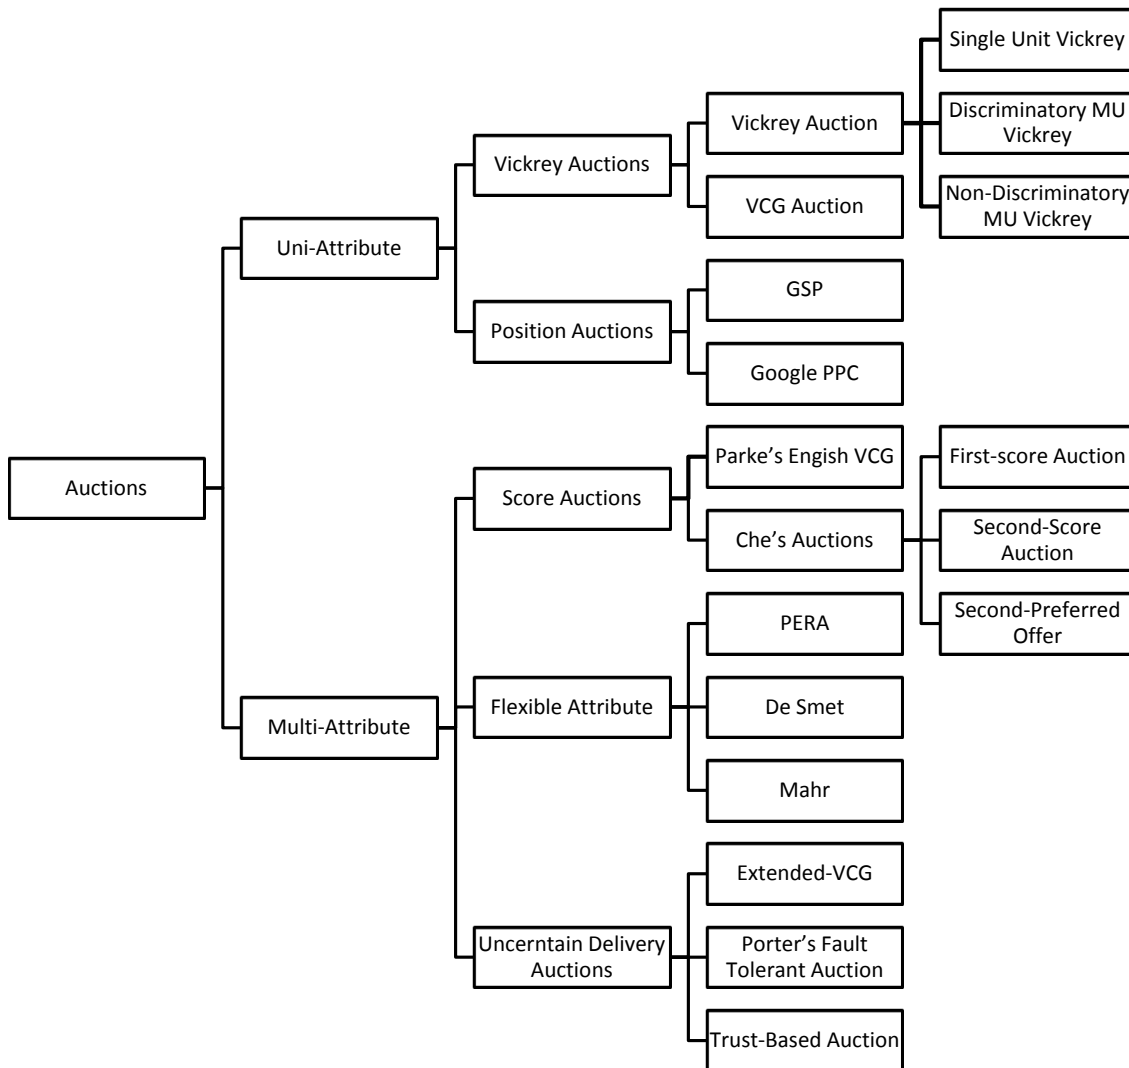 Single Unit Vickrey
Vickrey Auction
Discriminatory MU
Vickrey
Vickrey Auctions
VCG Auction
Non-Discriminatory
MU Vickrey
Uni-Attribute
GSP
Position Auctions
Google PPC
Parke's Engish VCG
First-score Auction
Auctions
Score Auctions
Che's Auctions
Second-Score
Auction
PERA
Second-Preferred
Offer
Flexible Attribute
De Smet
Multi-Attribute
Mahr
Extended-VCG
Uncerntain Delivery
Auctions
Porter's Fault
Tolerant Auction
Trust-Based Auction